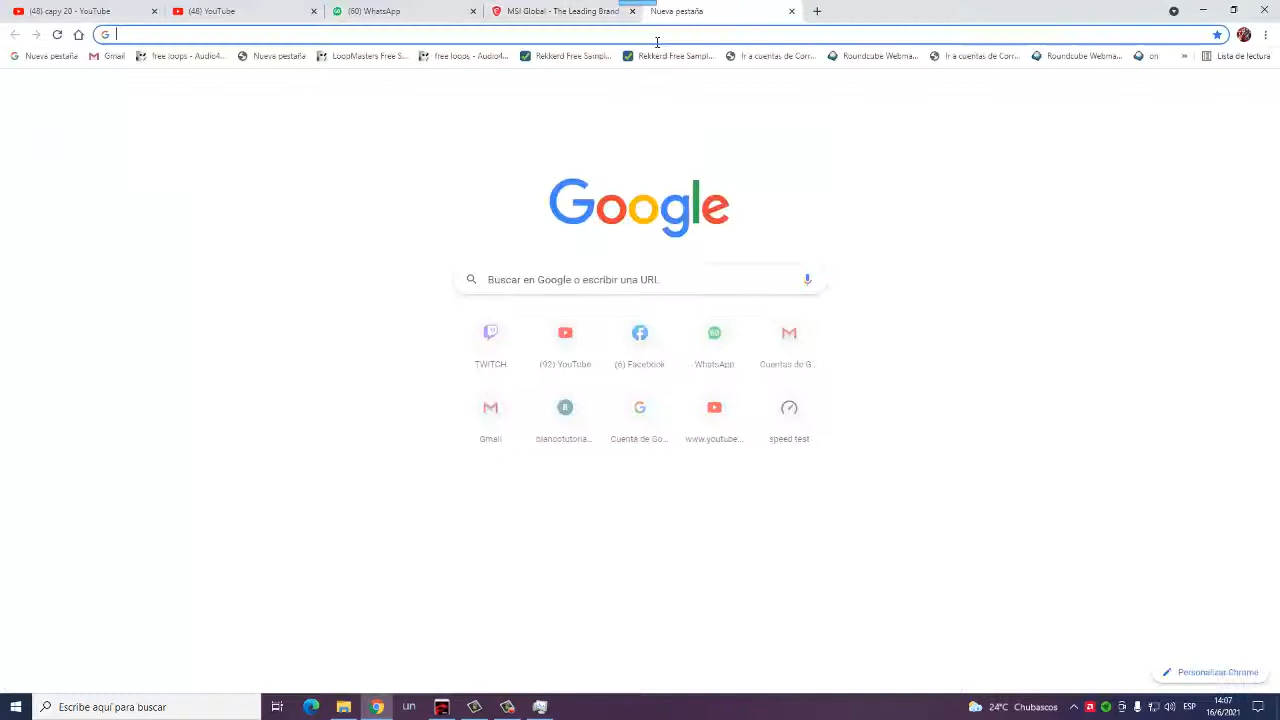 (48) capy 20 - YouTube
(48) YouTube
(50) WhatsApp
MSI Global - The Leading Brand
Nueva pestaña
Nueva pestaña
Gmail
free loops - Audio4...
Nueva pestaña
LoopMasters Free S...
free loops - Audio4...
Rekkerd Free Sampl...
Rekkerd Free Sampl...
Ir a cuentas de Corr...
Roundcube Webma...
Ir a cuentas de Corr...
Roundcube Webma...
on
»
Lista de lectura
Google
Buscar en Google o escribir una URL
TWITCH
(92) YouTube
(6) Facebook
WhatsApp
Cuentas de G...
Gmail
blancotutoria...
Cuenta de Go...
www.youtube...
speed test
Personalizar Chrome
Escribe aquí para buscar
un
24°C Chubascos
ESP
14:07
16/6/2021